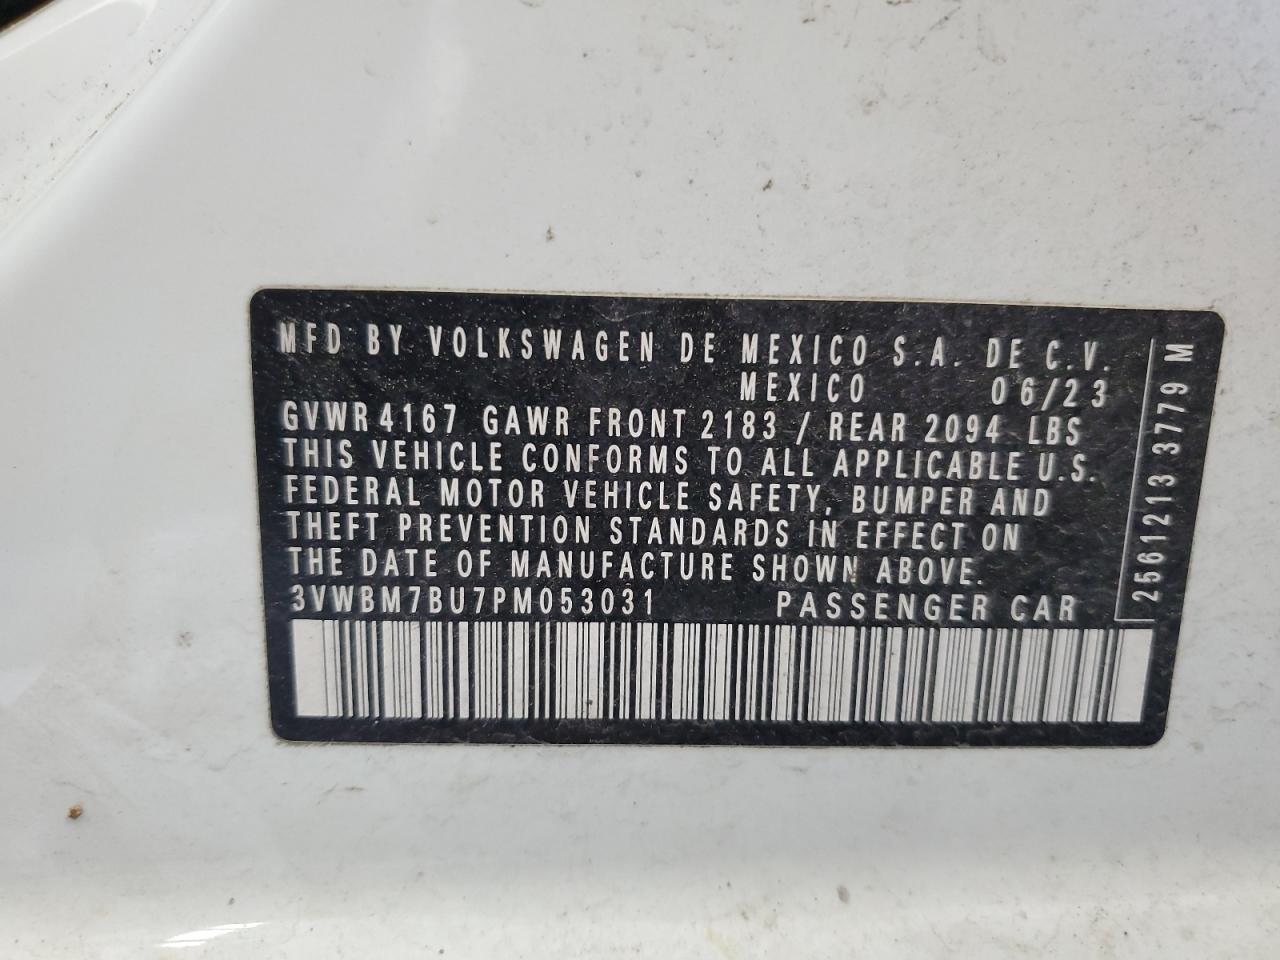 MFD BY VOLKSWAGEN DE MEXICO S.A. DE C.V.
MEXICO 06/23
GVWR 4167 GAWR FRONT 2183 / REAR 2094 LBS
THIS VEHICLE CONFORMS TO ALL APPLICABLE U.S.
FEDERAL MOTOR VEHICLE SAFETY, BUMPER AND
THEFT PREVENTION STANDARDS IN EFFECT ON
THE DATE OF MANUFACTURE SHOWN ABOVE.
3VWBM7BU7PM053031 PASSENGER CAR
2561213 3779 M